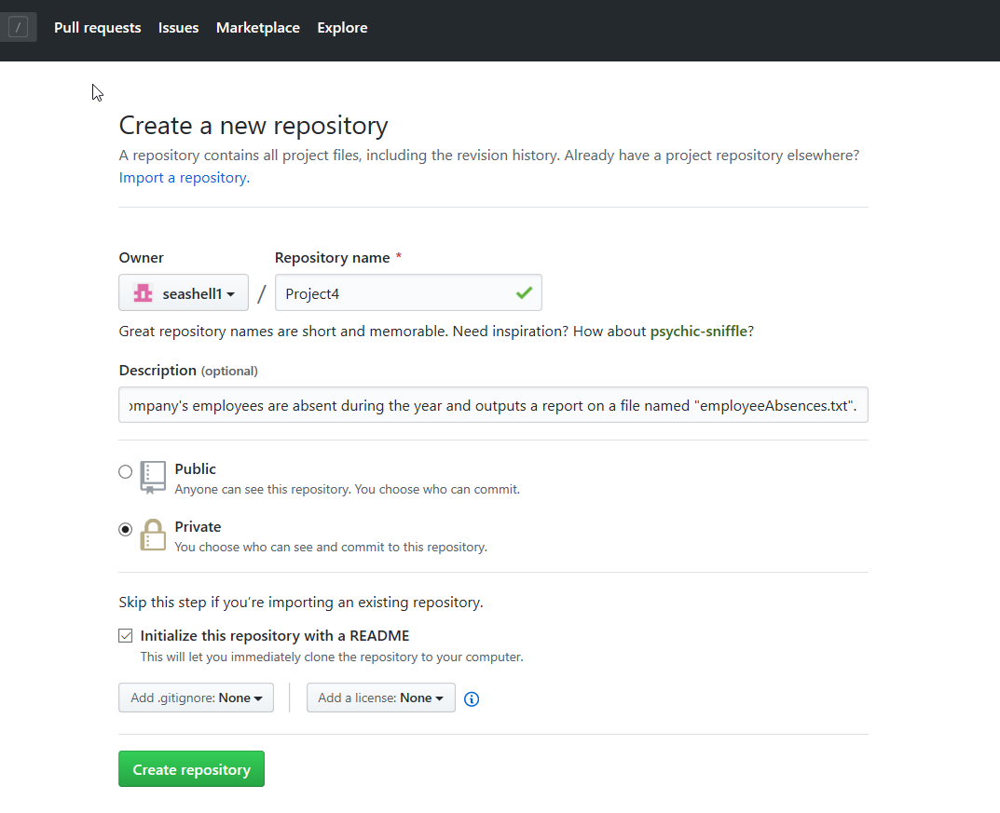 / Pull requests Issues Marketplace Explore
Create a new repository
A repository contains all project files, including the revision history. Already have a project repository elsewhere?
Import a repository.
Owner Repository name *
seashell1 / Project4
Great repository names are short and memorable. Need inspiration? How about psychic-sniffle?
Description (optional)
ompany's employees are absent during the year and outputs a report on a file named "employeeAbsences.txt".
Public
Anyone can see this repository. You choose who can commit.
Private
You choose who can see and commit to this repository.
Skip this step if you’re importing an existing repository.
Initialize this repository with a README
This will let you immediately clone the repository to your computer.
Add .gitignore: None Add a license: None
Create repository